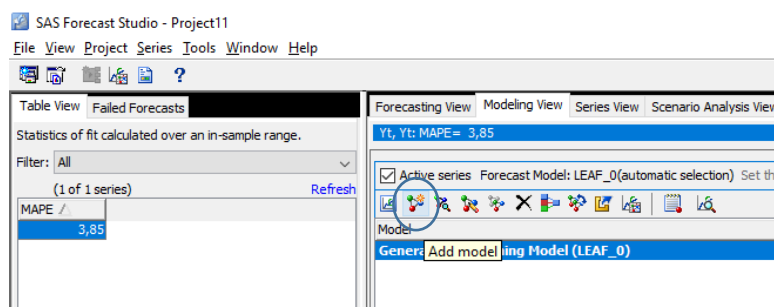 SAS Forecast Studio - Project11
File View Project Series Tools Window Help
?
Table View Failed Forecasts
Statistics of fit calculated over an in-sample range.
Filter: All
(1 of 1 series) Refresh
MAPE
3,85
Forecasting View Modeling View Series View Scenario Analysis View
Yt, Yt: MAPE= 3,85
Active series Forecast Model: LEAF_0(automatic selection) Set th
Model
Add model
Genera ing Model (LEAF_0)